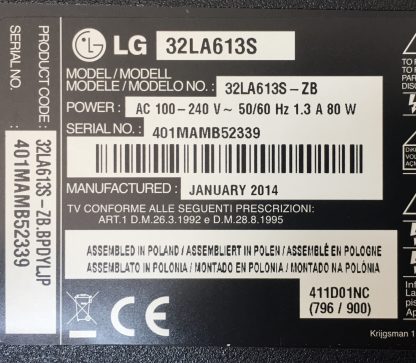 LG 32LA613S
MODEL / MODELL
MODELE / MODELO NO. : 32LA613S - ZB
POWER : AC 100 - 240 V ~ 50/60 Hz 1.3 A 80 W
SERIAL NO. : 401MAMB52339
MANUFACTURED : JANUARY 2014
TV CONFORME ALLE SEGUENTI PRESCRIZIONI:
ART.1 D.M.26.3.1992 e D.M.28.8.1995
ASSEMBLED IN POLAND / ASSEMBLIERT IN POLEN / ASSEMBLÉ EN POLOGNE
ASSEMBLATO IN POLONIA / MONTADO EN POLONIA / MONTADO NA POLÔNIA
CE
411D01NC
(796 / 900)
PRODUCT CODE : 32LA613S - ZB.BPDYLJP
SERIAL NO. : 401MAMB52339
Krijgsman 1